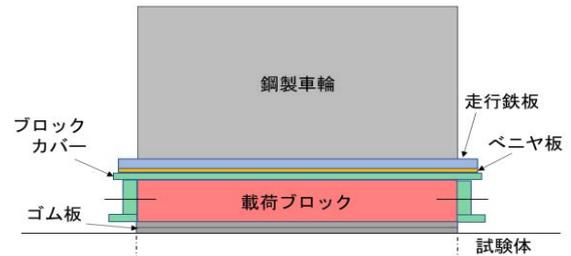 鋼製車輪
走行鉄板
ブロック
カバー
ベニヤ板
載荷ブロック
ゴム板
試験体